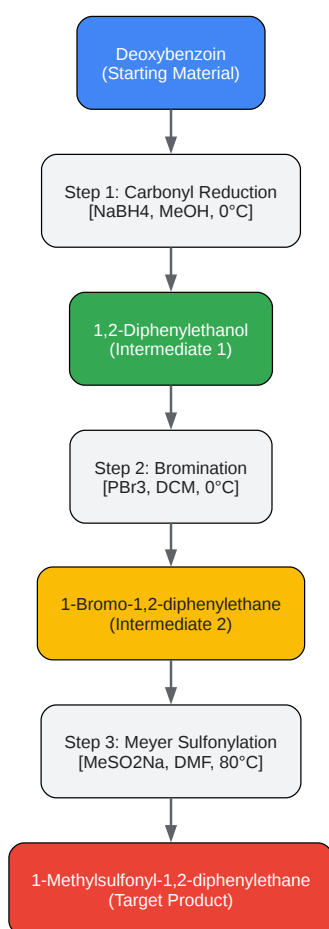 Deoxybenzoin
(Starting Material)
Step 1: Carbonyl Reduction
[NaBH4, MeOH, 0°C]
1,2-Diphenylethanol
(Intermediate 1)
Step 2: Bromination
[PBr3, DCM, 0°C]
1-Bromo-1,2-diphenylethane
(Intermediate 2)
Step 3: Meyer Sulfonylation
[MeSO2Na, DMF, 80°C]
1-Methylsulfonyl-1,2-diphenylethane
(Target Product)